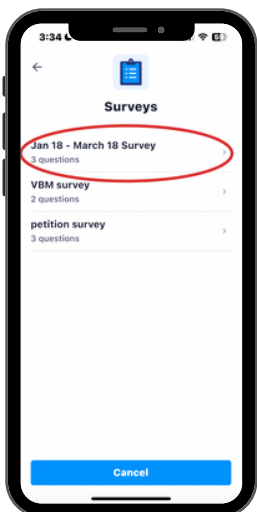 3:34
Surveys
Jan 18 - March 18 Survey
3 questions
VBM survey
2 questions
petition survey
3 questions
Cancel